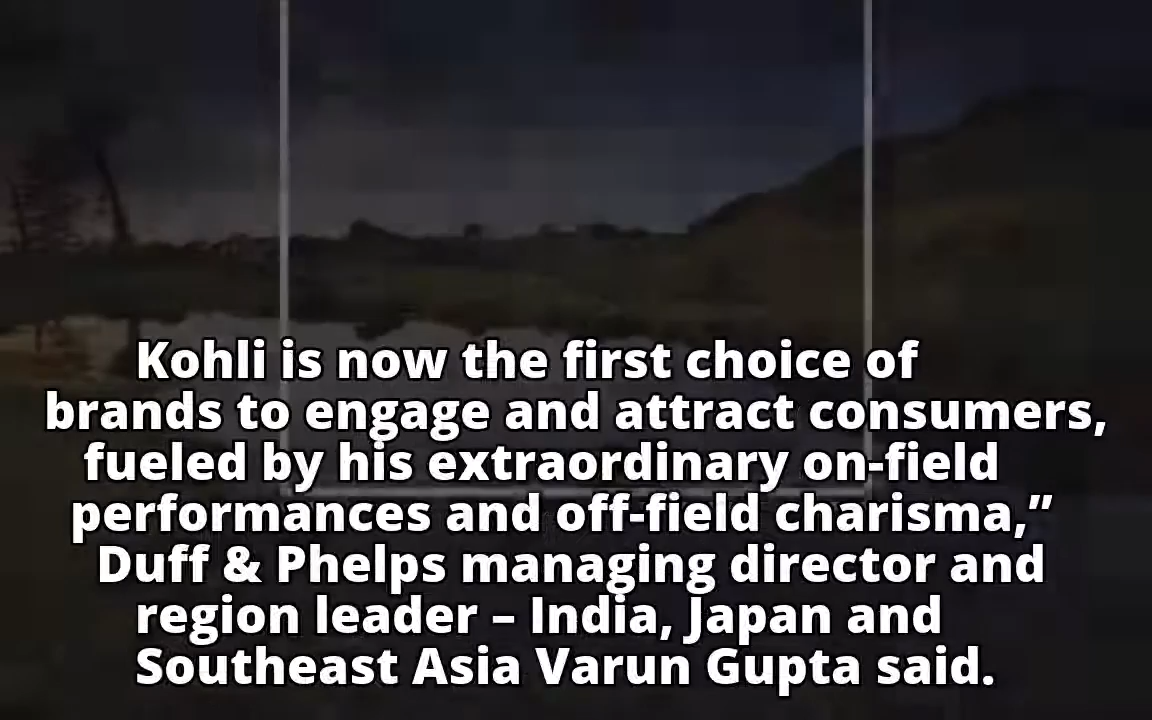 Kohli is now the first choice of
brands to engage and attract consumers,
fueled by his extraordinary on-field
performances and off-field charisma,”
Duff & Phelps managing director and
region leader – India, Japan and
Southeast Asia Varun Gupta said.